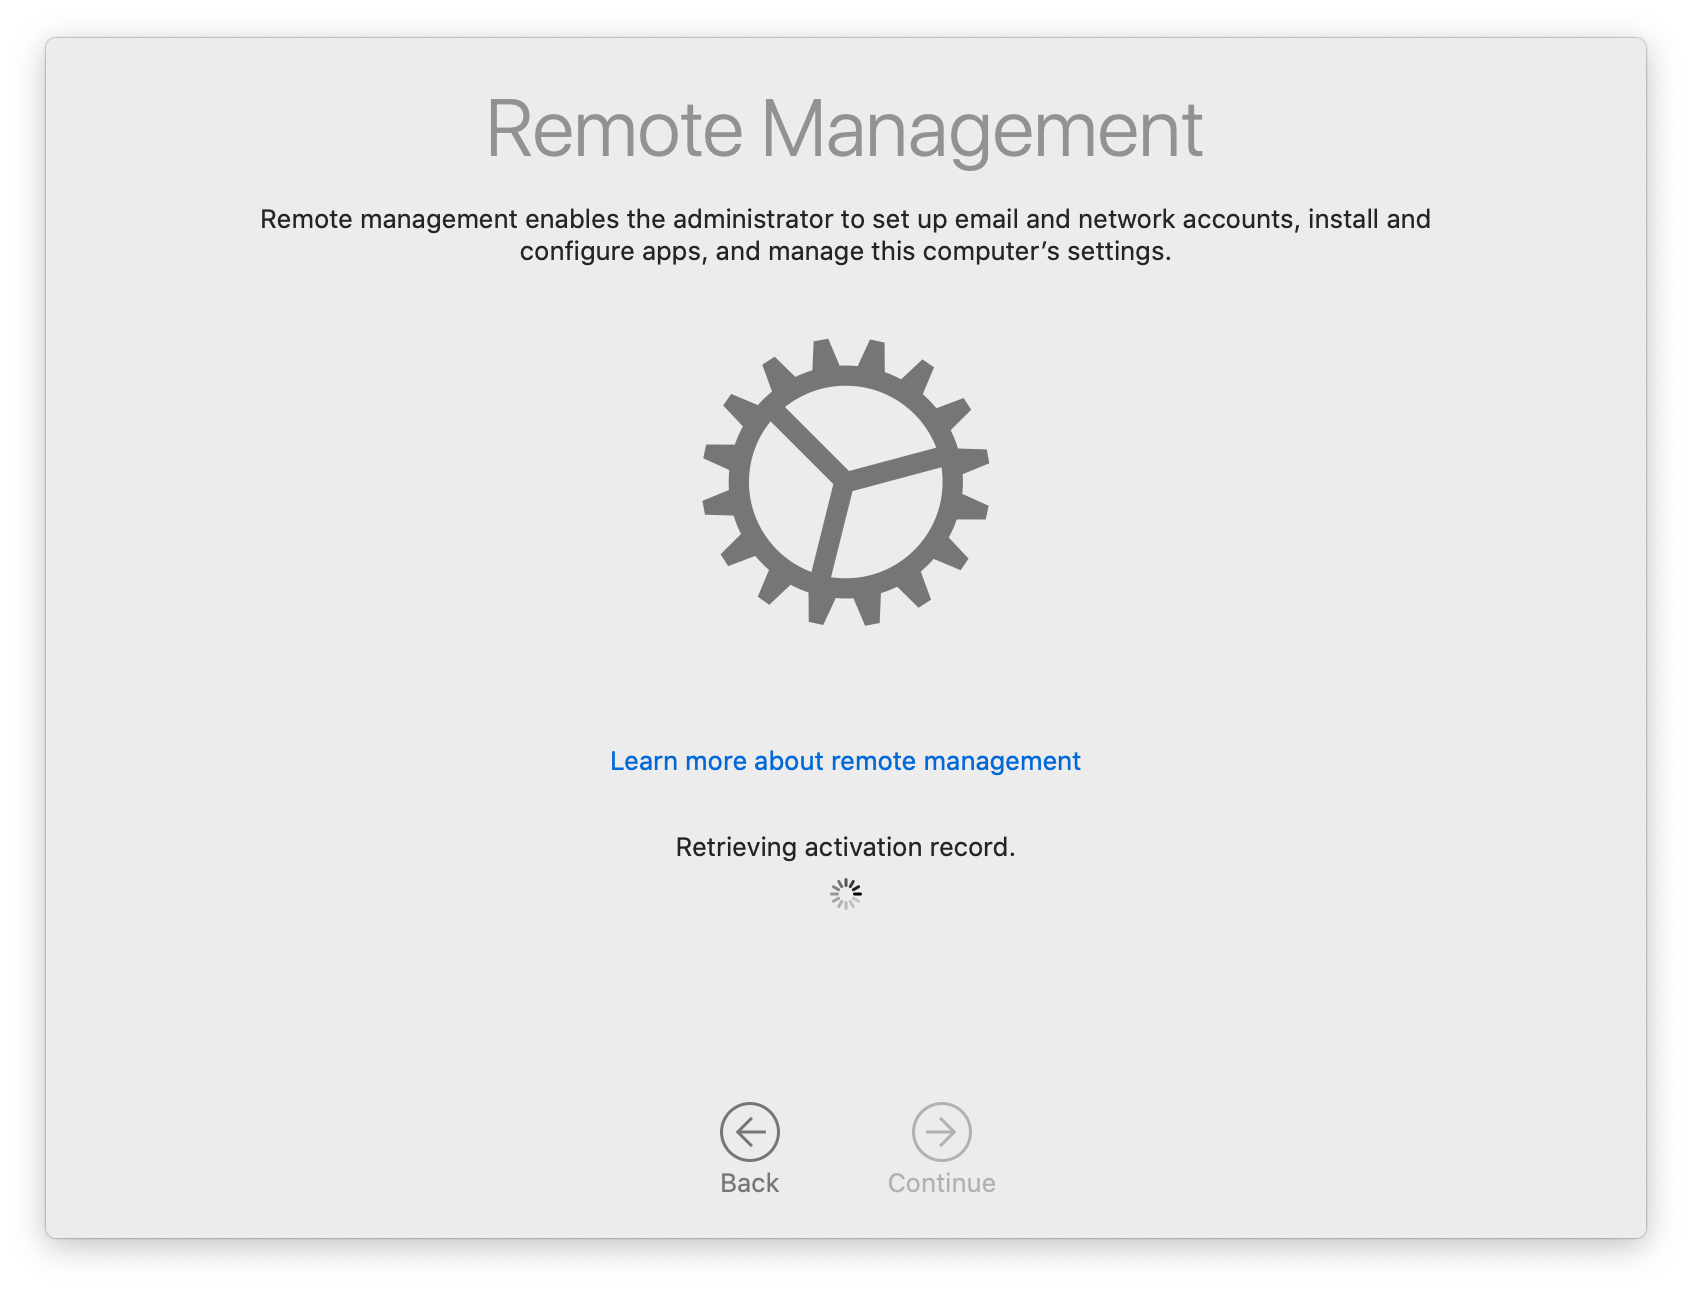 Remote Management
Remote management enables the administrator to set up email and network accounts, install and
configure apps, and manage this computer’s settings.
Learn more about remote management
Retrieving activation record.
Back
Continue